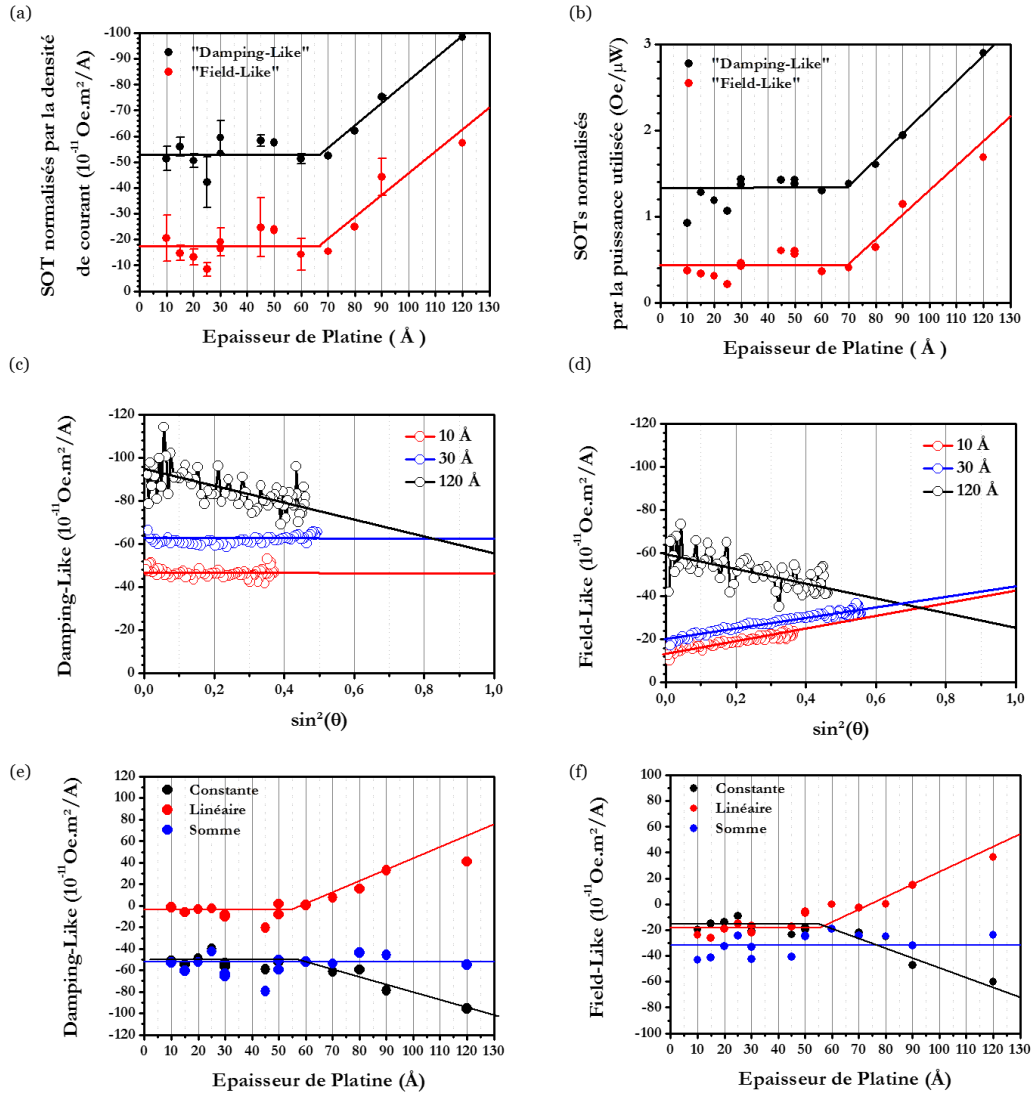 (a)
SOT normalisés par la densité
de courant (10⁻¹¹ Oe.m²/A)
-100
-90
-80
-70
-60
-50
-40
-30
-20
-10
0
"Damping-Like"
"Field-Like"
0 10 20 30 40 50 60 70 80 90 100 110 120 130
Epaisseur de Platine ( Å )
(b)
SOTs normalisés
par la puissance utilisée (Oe/µW)
3
2
1
0
"Damping-Like"
"Field-Like"
0 10 20 30 40 50 60 70 80 90 100 110 120 130
Epaisseur de Platine ( Å )
(c)
Damping-Like (10⁻¹¹Oe.m²/A)
-120
-100
-80
-60
-40
-20
0
10 Å
30 Å
120 Å
0,0 0,2 0,4 0,6 0,8 1,0
sin²(θ)
(d)
Field-Like (10⁻¹¹Oe.m²/A)
-120
-100
-80
-60
-40
-20
0
10 Å
30 Å
120 Å
0,0 0,2 0,4 0,6 0,8 1,0
sin²(θ)
(e)
Damping-Like (10⁻¹¹Oe.m²/A)
120
100
80
60
40
20
0
-20
-40
-60
-80
-100
-120
Constante
Linéaire
Somme
0 10 20 30 40 50 60 70 80 90 100 110 120 130
Epaisseur de Platine (Å)
(f)
Field-Like (10⁻¹¹Oe.m²/A)
100
80
60
40
20
0
-20
-40
-60
-80
-100
Constante
Linéaire
Somme
0 10 20 30 40 50 60 70 80 90 100 110 120 130
Epaisseur de Platine (Å)